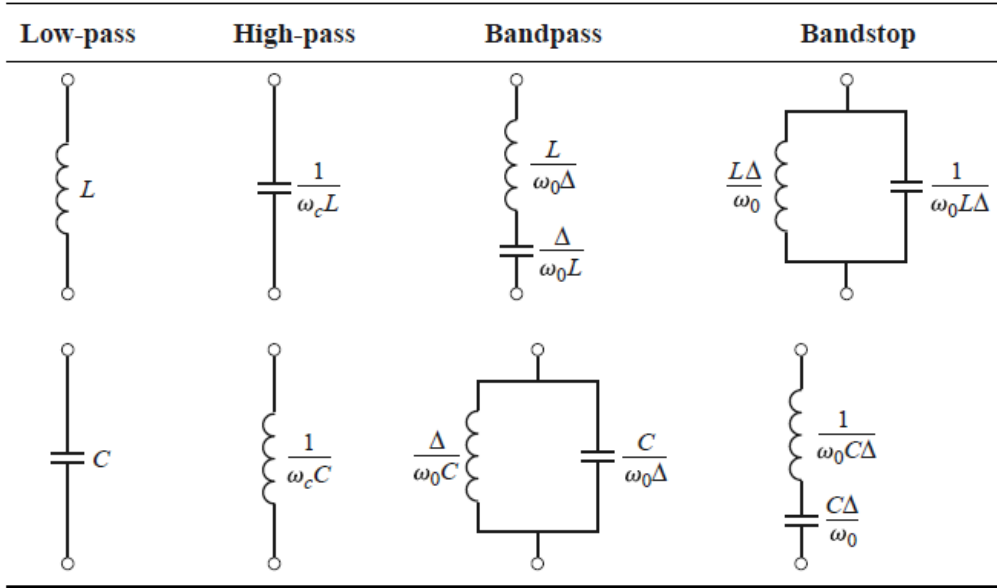 Low-pass High-pass Bandpass Bandstop
L
1
ω_cL
L
ω₀Δ
Δ
ω₀L
LΔ
ω₀
1
ω₀LΔ
C
1
ω_cC
Δ
ω₀C
C
ω₀Δ
1
ω₀CΔ
CΔ
ω₀